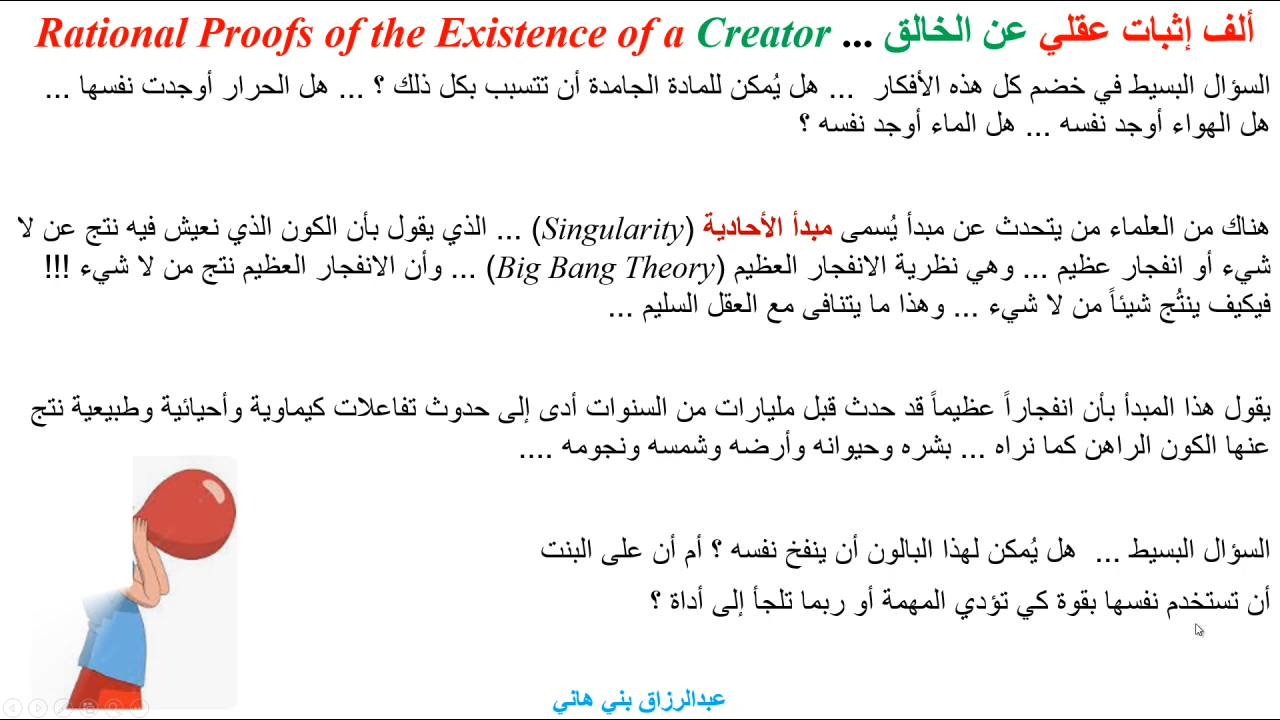 ألف إثبات عقلي عن الخالق ... Rational Proofs of the Existence of a Creator
السؤال البسيط في خضم كل هذه الأفكار ... هل يُمكن للمادة الجامدة أن تتسبب بكل ذلك ؟ ... هل الحرار أوجدت نفسها ...
هل الهواء أوجد نفسه ... هل الماء أوجد نفسه ؟
هناك من العلماء من يتحدث عن مبدأ يُسمى مبدأ الأحادية (Singularity) ... الذي يقول بأن الكون الذي نعيش فيه نتج عن لا
شيء أو انفجار عظيم ... وهي نظرية الانفجار العظيم (Big Bang Theory) ... وأن الانفجار العظيم نتج من لا شيء !!!
فيكيف ينتُج شيئاً من لا شيء ... وهذا ما يتنافى مع العقل السليم ...
يقول هذا المبدأ بأن انفجاراً عظيماً قد حدث قبل مليارات من السنوات أدى إلى حدوث تفاعلات كيماوية وأحيائية وطبيعية نتج
عنها الكون الراهن كما نراه ... بشره وحيوانه وأرضه وشمسه ونجومه ....
السؤال البسيط ... هل يُمكن لهذا البالون أن ينفخ نفسه ؟ أم أن على البنت
أن تستخدم نفسها بقوة كي تؤدي المهمة أو ربما تلجأ إلى أداة ؟
عبدالرزاق بني هاني